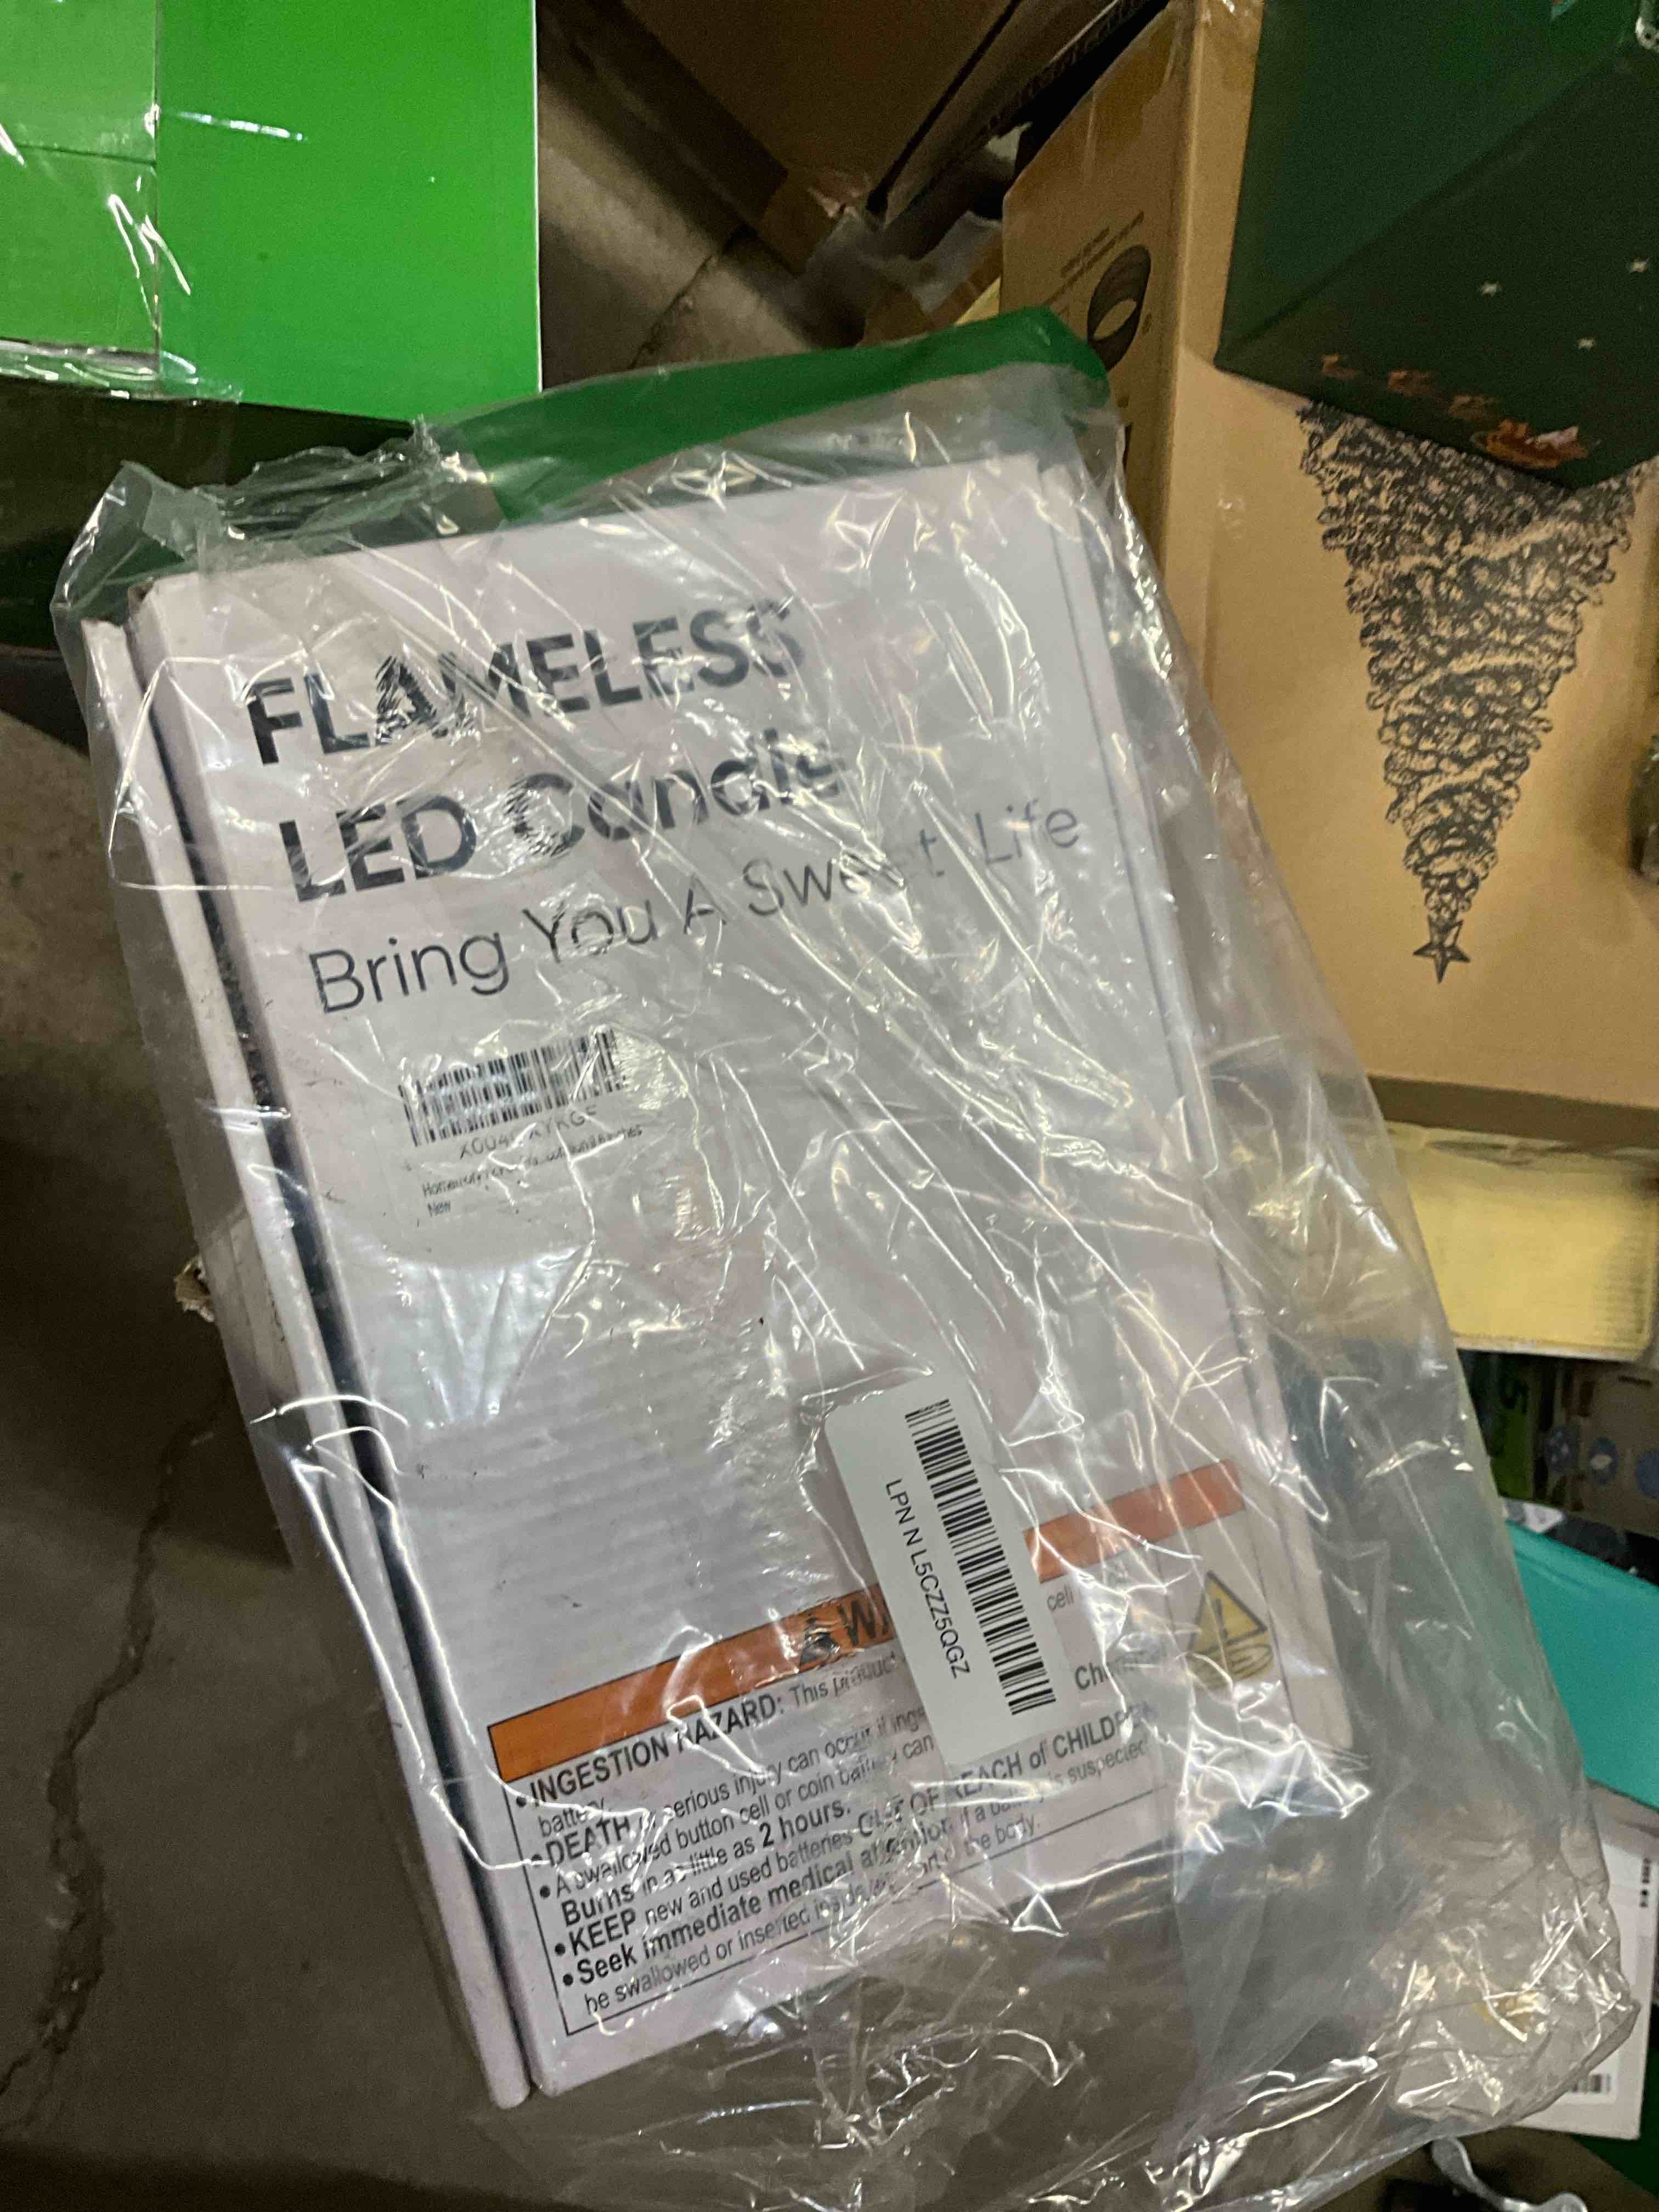 FLAMELESS
LED Candle
Bring You A Sweet Life
New
LPN N L5CZZ5QGZ
cell
• INGESTION HAZARD: This product
battery.
• DEATH or serious injury can occur if
• A swallowed button cell or coin battery can
Burns in as little as 2 hours.
• KEEP new and used batteries OUT OF REACH of CHILDREN
• Seek immediate medical attention if a battery is suspected
be swallowed or inserted inside part of the body.